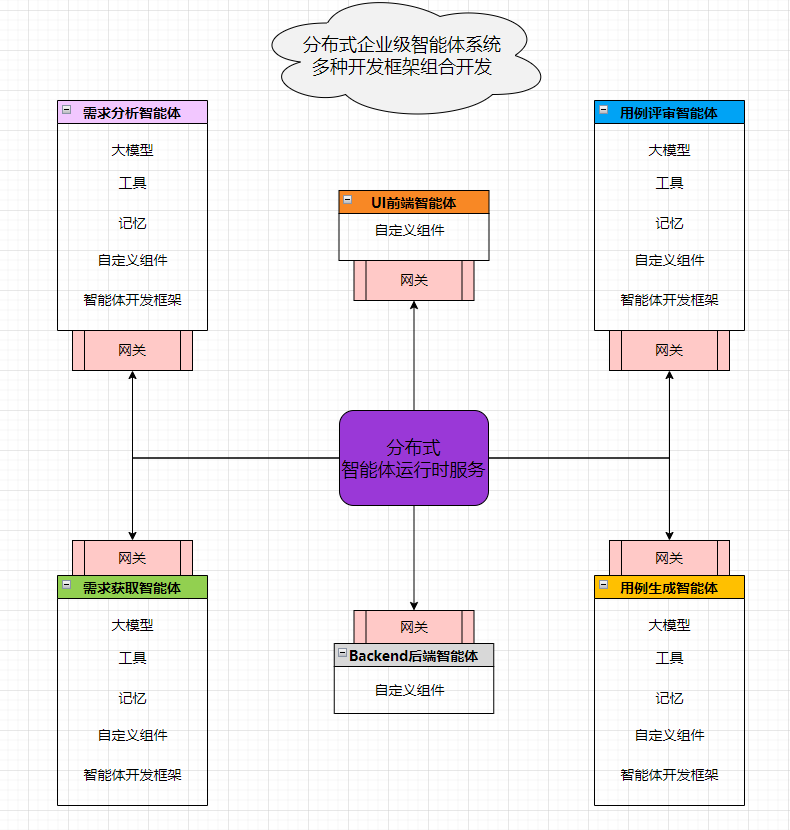 分布式企业级智能体系统
多种开发框架组合开发
需求分析智能体
大模型
工具
记忆
自定义组件
智能体开发框架
网关
UI前端智能体
自定义组件
网关
用例评审智能体
大模型
工具
记忆
自定义组件
智能体开发框架
网关
分布式
智能体运行时服务
网关
需求获取智能体
大模型
工具
记忆
自定义组件
智能体开发框架
网关
Backend后端智能体
自定义组件
网关
用例生成智能体
大模型
工具
记忆
自定义组件
智能体开发框架